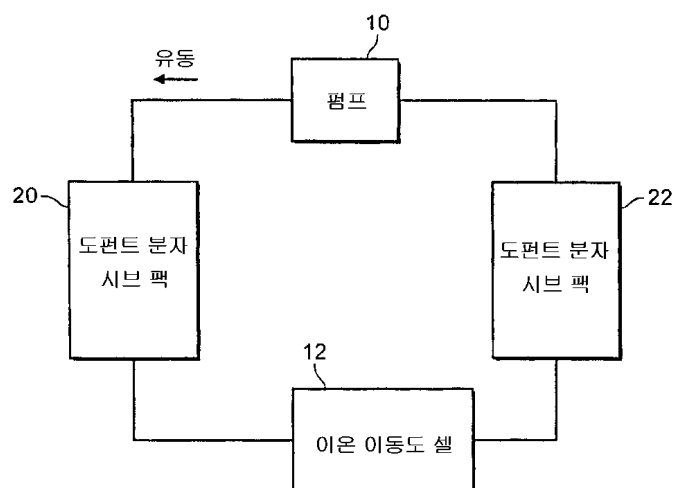 10
유동
펌프
20
22
도펀트 분자
시브 팩
도펀트 분자
시브 팩
12
이온 이동도 셀